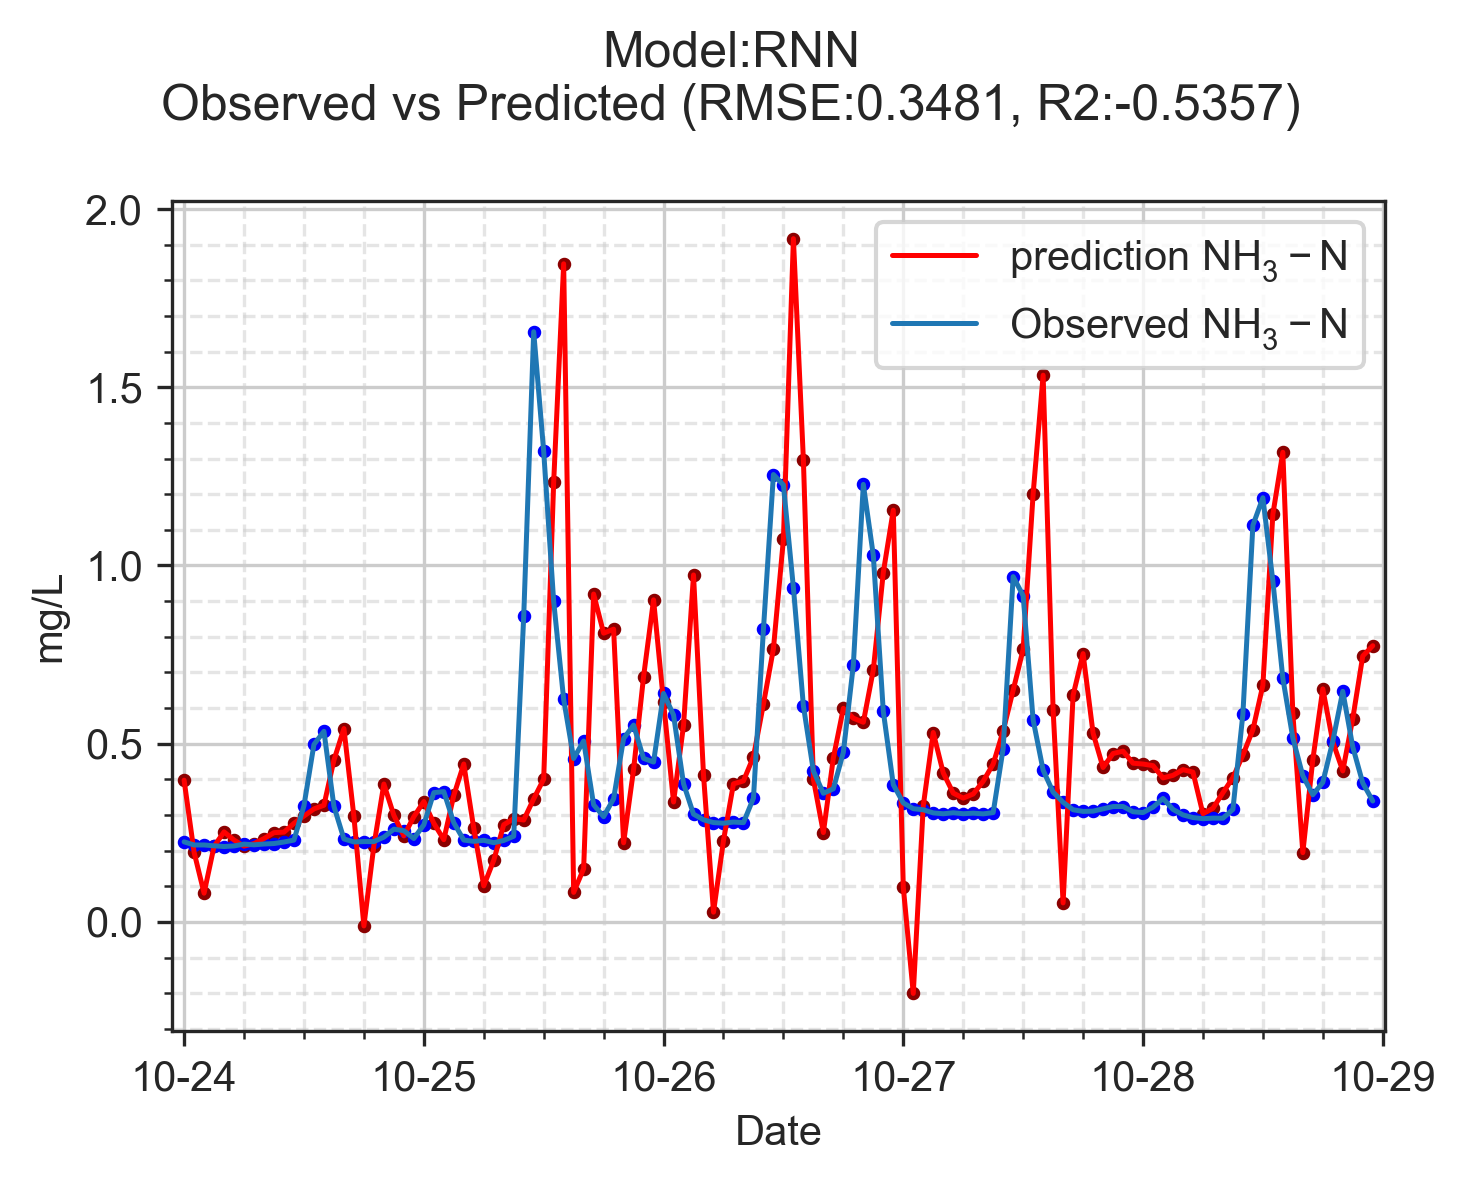 Model:RNN
Observed vs Predicted (RMSE:0.3481, R2:-0.5357)
2.0
prediction NH₃ − N
Observed NH₃ − N
1.5
1.0
mg/L
0.5
0.0
10-24 10-25 10-26 10-27 10-28 10-29
Date